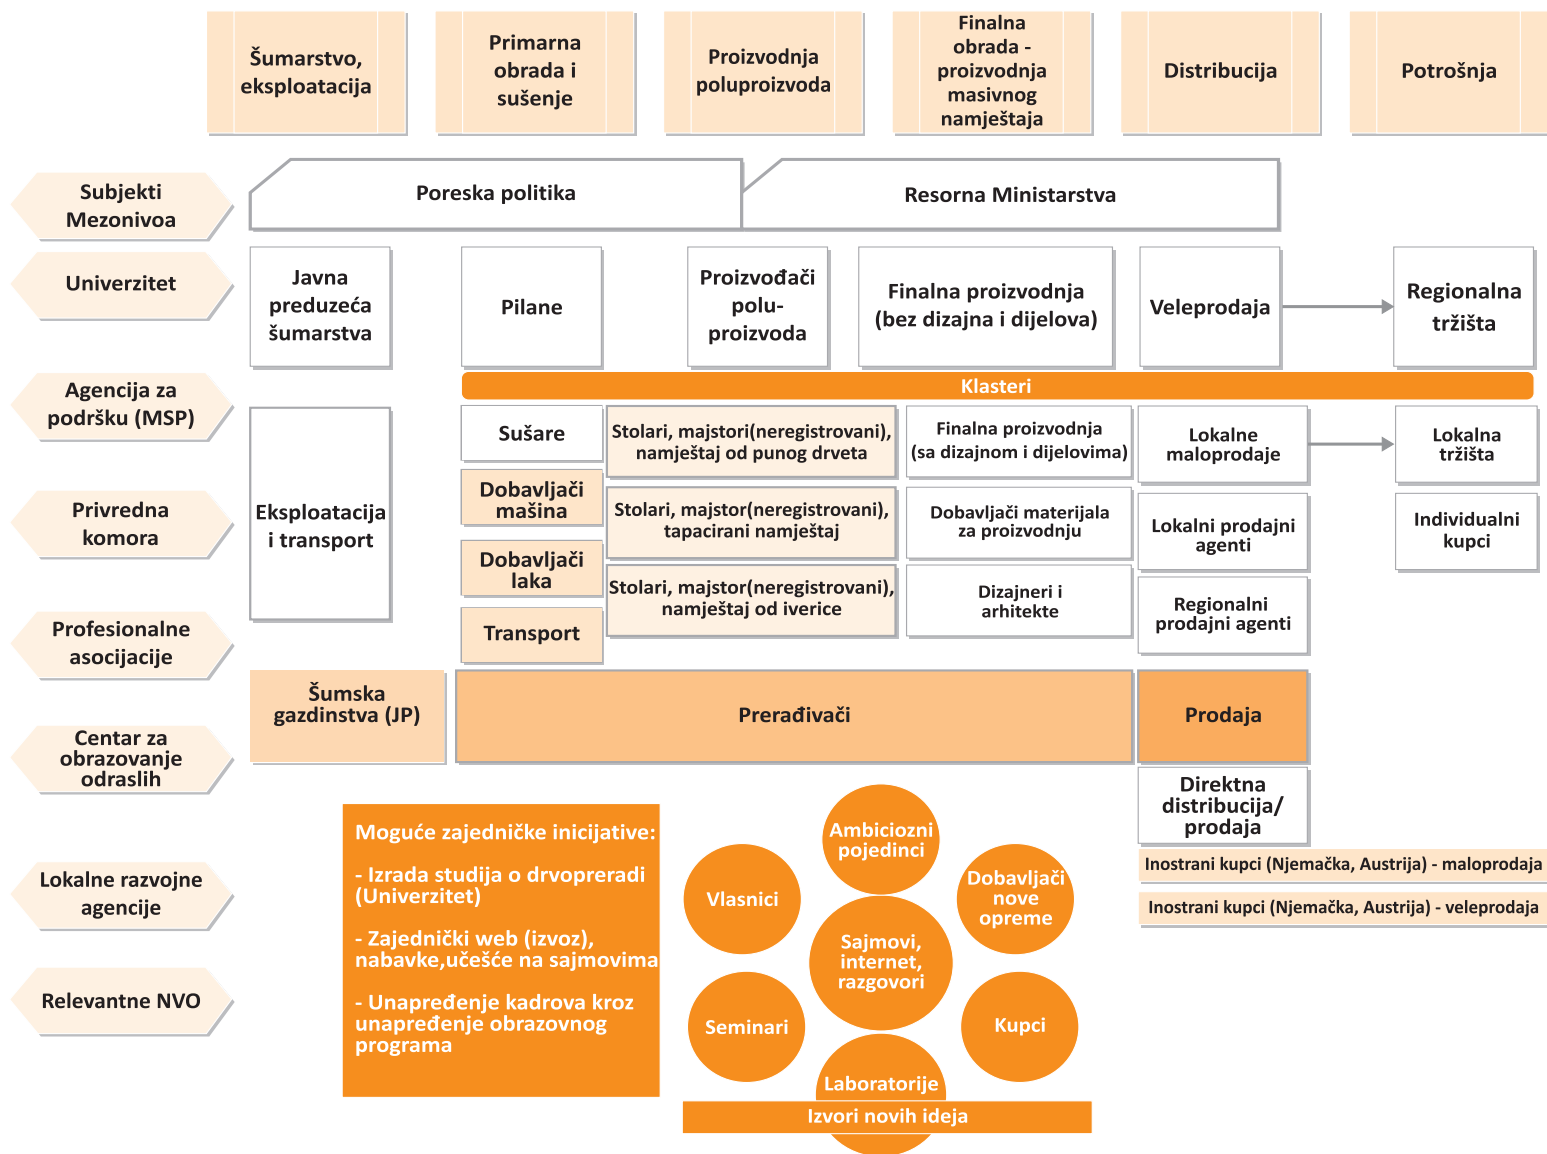 Šumarstvo,
eksploatacija
Primarna
obrada i
sušenje
Proizvodnja
poluproizvoda
Finalna
obrada -
proizvodnja
masivnog
namještaja
Distribucija
Potrošnja
Subjekti
Mezonivoa
Poreska politika
Resorna Ministarstva
Univerzitet
Javna
preduzeća
šumarstva
Pilane
Proizvođači
polu-
proizvoda
Finalna proizvodnja
(bez dizajna i dijelova)
Veleprodaja
Regionalna
tržišta
Agencija za
podršku (MSP)
Klasteri
Eksploatacija
i transport
Sušare
Stolari, majstori(neregistrovani),
namještaj od punog drveta
Finalna proizvodnja
(sa dizajnom i dijelovima)
Lokalne
maloprodaje
Lokalna
tržišta
Privredna
komora
Dobavljači
mašina
Stolari, majstor(neregistrovani),
tapacirani namještaj
Dobavljači materijala
za proizvodnju
Lokalni prodajni
agenti
Individualni
kupci
Dobavljači
laka
Stolari, majstor(neregistrovani),
namještaj od iverice
Dizajneri i
arhitekte
Regionalni
prodajni agenti
Transport
Profesionalne
asocijacije
Šumska
gazdinstva (JP)
Prerađivači
Prodaja
Centar za
obrazovanje
odraslih
Direktna
distribucija/
prodaja
Inostrani kupci (Njemačka, Austrija) - maloprodaja
Inostrani kupci (Njemačka, Austrija) - veleprodaja
Lokalne razvojne
agencije
Relevantne NVO
Moguće zajedničke inicijative:
- Izrada studija o drvopreradi
(Univerzitet)
- Zajednički web (izvoz),
nabavke,učešće na sajmovima
- Unapređenje kadrova kroz
unapređenje obrazovnog
programa
Ambiciozni
pojedinci
Vlasnici
Dobavljači
nove
opreme
Sajmovi,
internet,
razgovori
Seminari
Kupci
Laboratorije
Izvori novih ideja